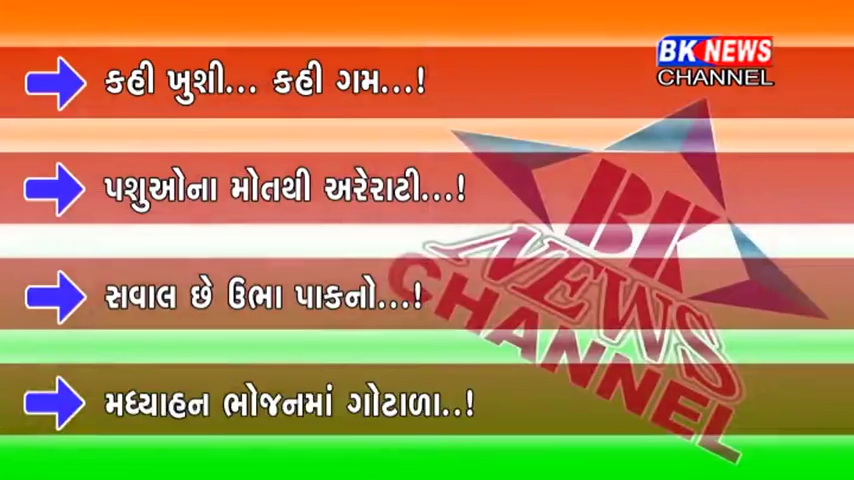 BK NEWS
CHANNEL
કહી ખુશી... કહી ગમ...!
પશુઓના મોતથી અરેરાટી...!
સવાલ છે ઉભા પાકનો...!
મધ્યાહન ભોજનમાં ગોટાળા..!
BK
NEWS
CHANNEL